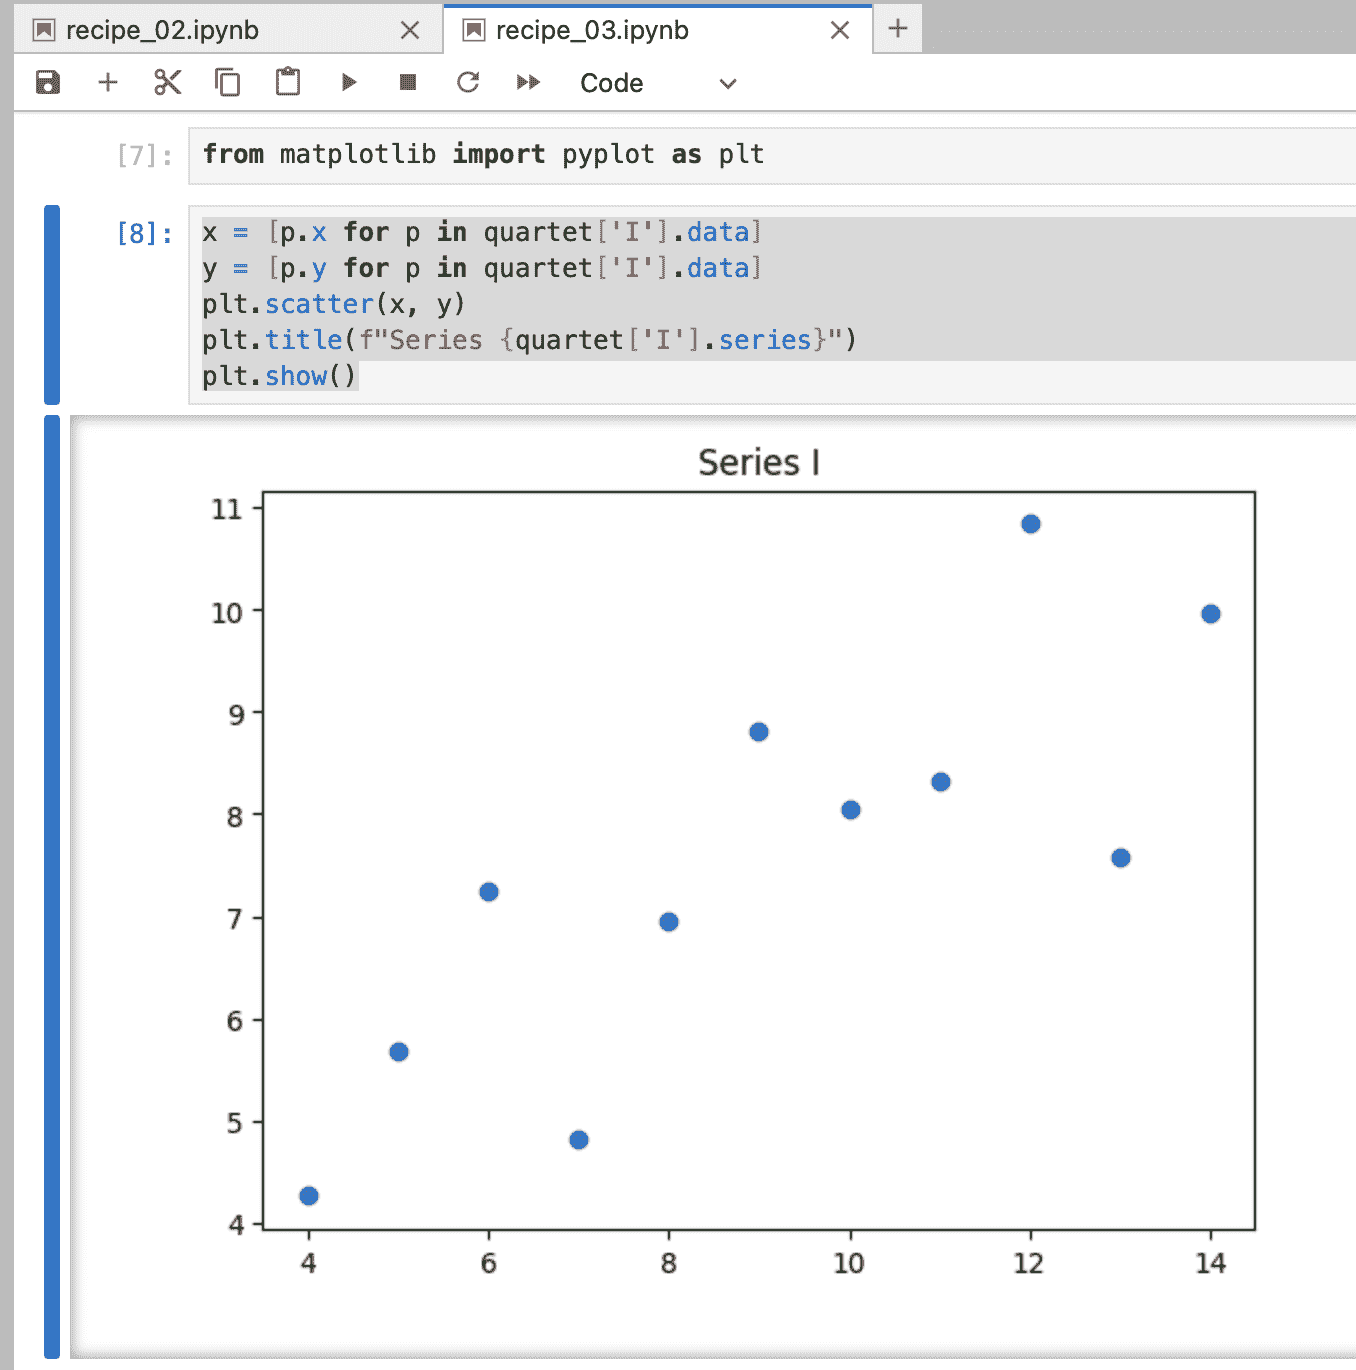 recipe_02.ipynb
recipe_03.ipynb
Code
[7]: from matplotlib import pyplot as plt
[8]: x = [p.x for p in quartet['I'].data]
y = [p.y for p in quartet['I'].data]
plt.scatter(x, y)
plt.title(f"Series {quartet['I'].series}")
plt.show()
Series I
11
10
9
8
7
6
5
4
4 6 8 10 12 14